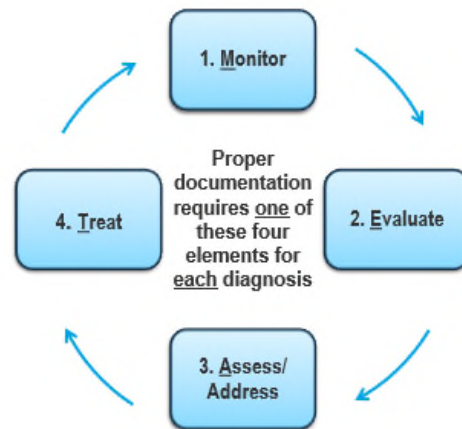 1. Monitor
Proper
documentation
requires one of
these four
elements for
each diagnosis
2. Evaluate
3. Assess/
Address
4. Treat